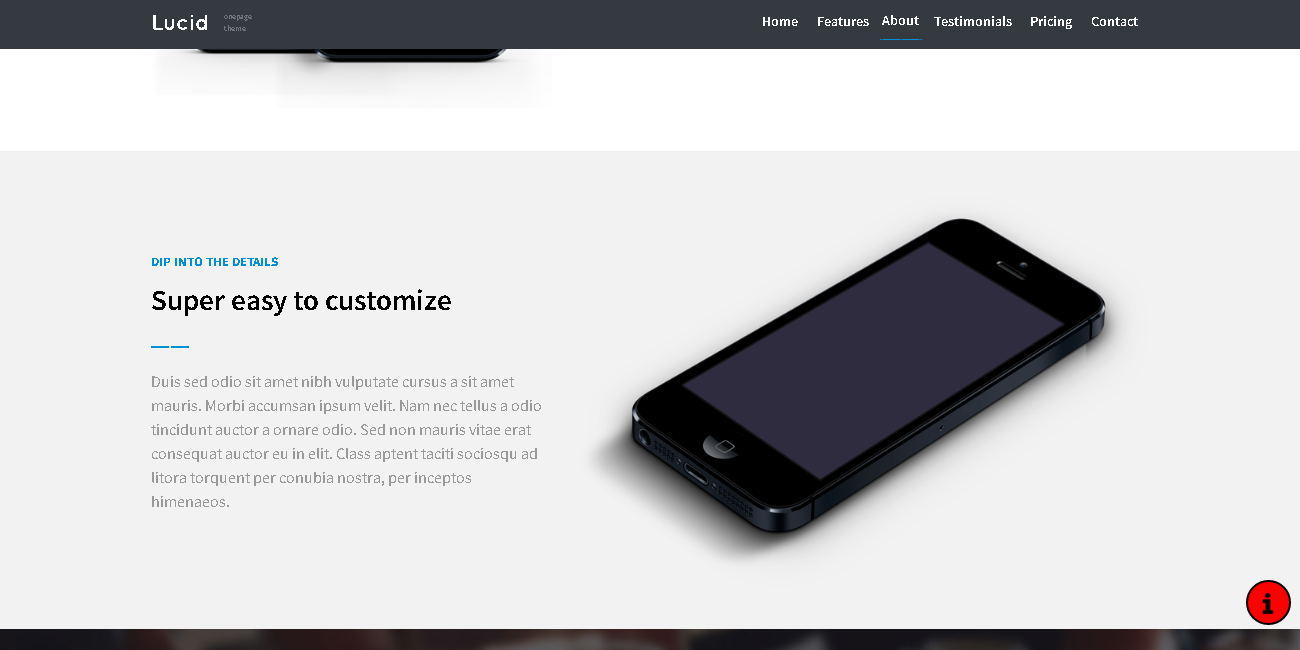 Lucid
onepage
theme
Home Features About Testimonials Pricing Contact
DIP INTO THE DETAILS
Super easy to customize
Duis sed odio sit amet nibh vulputate cursus a sit amet
mauris. Morbi accumsan ipsum velit. Nam nec tellus a odio
tincidunt auctor a ornare odio. Sed non mauris vitae erat
consequat auctor eu in elit. Class aptent taciti sociosqu ad
litora torquent per conubia nostra, per inceptos
himenaeos.
i